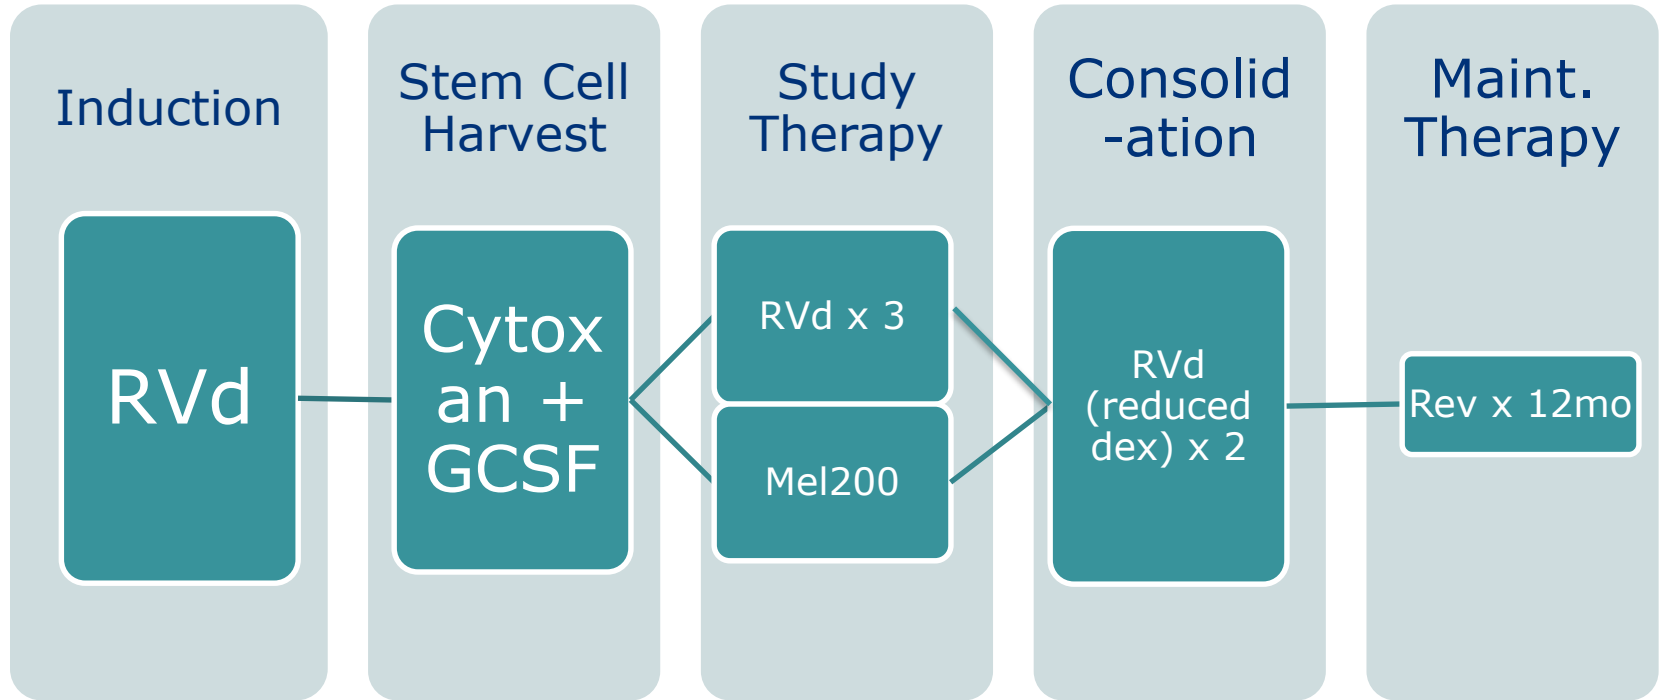 Induction
Stem Cell
Harvest
Study
Therapy
Consolid
-ation
Maint.
Therapy
RVd
Cytox
an +
GCSF
RVd x 3
Mel200
RVd
(reduced
dex) x 2
Rev x 12mo